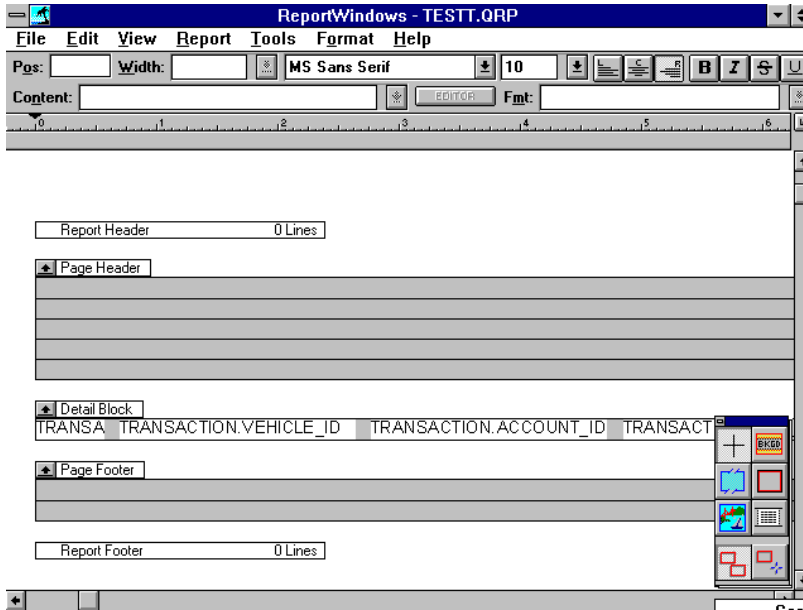 ReportWindows - TESTT.QRP
File Edit View Report Tools Format Help
Pos: Width: MS Sans Serif 10 L C R B I S U
Content: EDITOR Fmt:
0 1 2 3 4 5 6
Report Header 0 Lines
Page Header
Detail Block
TRANSA TRANSACTION.VEHICLE_ID TRANSACTION.ACCOUNT_ID TRANSACT
BKGD
Page Footer
Report Footer 0 Lines